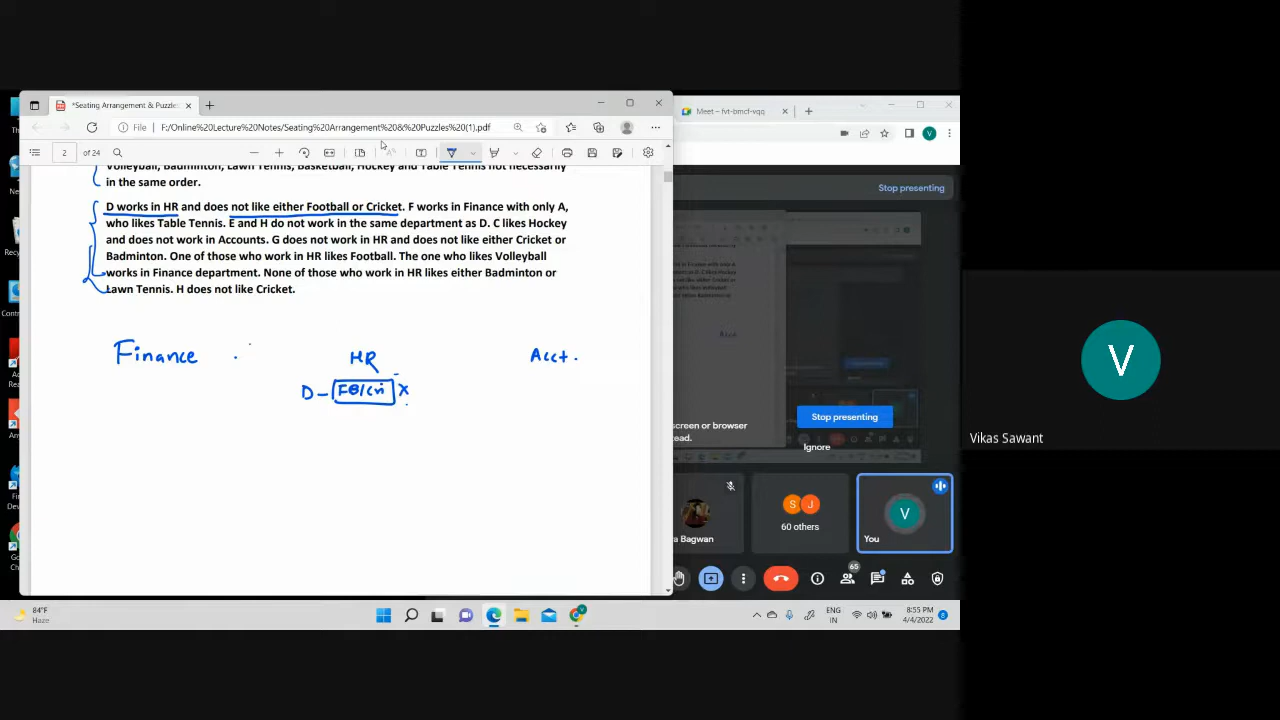 *Seating Arrangement & Puzzles
Meet – fvt-bmcf-vqq
File F:/Online%20Lecture%20Notes/Seating%20Arrangement%20&%20Puzzles%20(1).pdf
2 of 24
Volleyball, Badminton, Lawn Tennis, Basketball, Hockey and Table Tennis not necessarily
in the same order.
D works in HR and does not like either Football or Cricket. F works in Finance with only A,
who likes Table Tennis. E and H do not work in the same department as D. C likes Hockey
and does not work in Accounts. G does not work in HR and does not like either Cricket or
Badminton. One of those who work in HR likes Football. The one who likes Volleyball
works in Finance department. None of those who work in HR likes either Badminton or
Lawn Tennis. H does not like Cricket.
Finance
HR
Acct.
D – X
Stop presenting
screen or browser
Stop presenting
Ignore
a Bagwan
S J
60 others
V
You
65
V
Vikas Sawant
84°F
Haze
ENG
IN
8:55 PM
4/4/2022